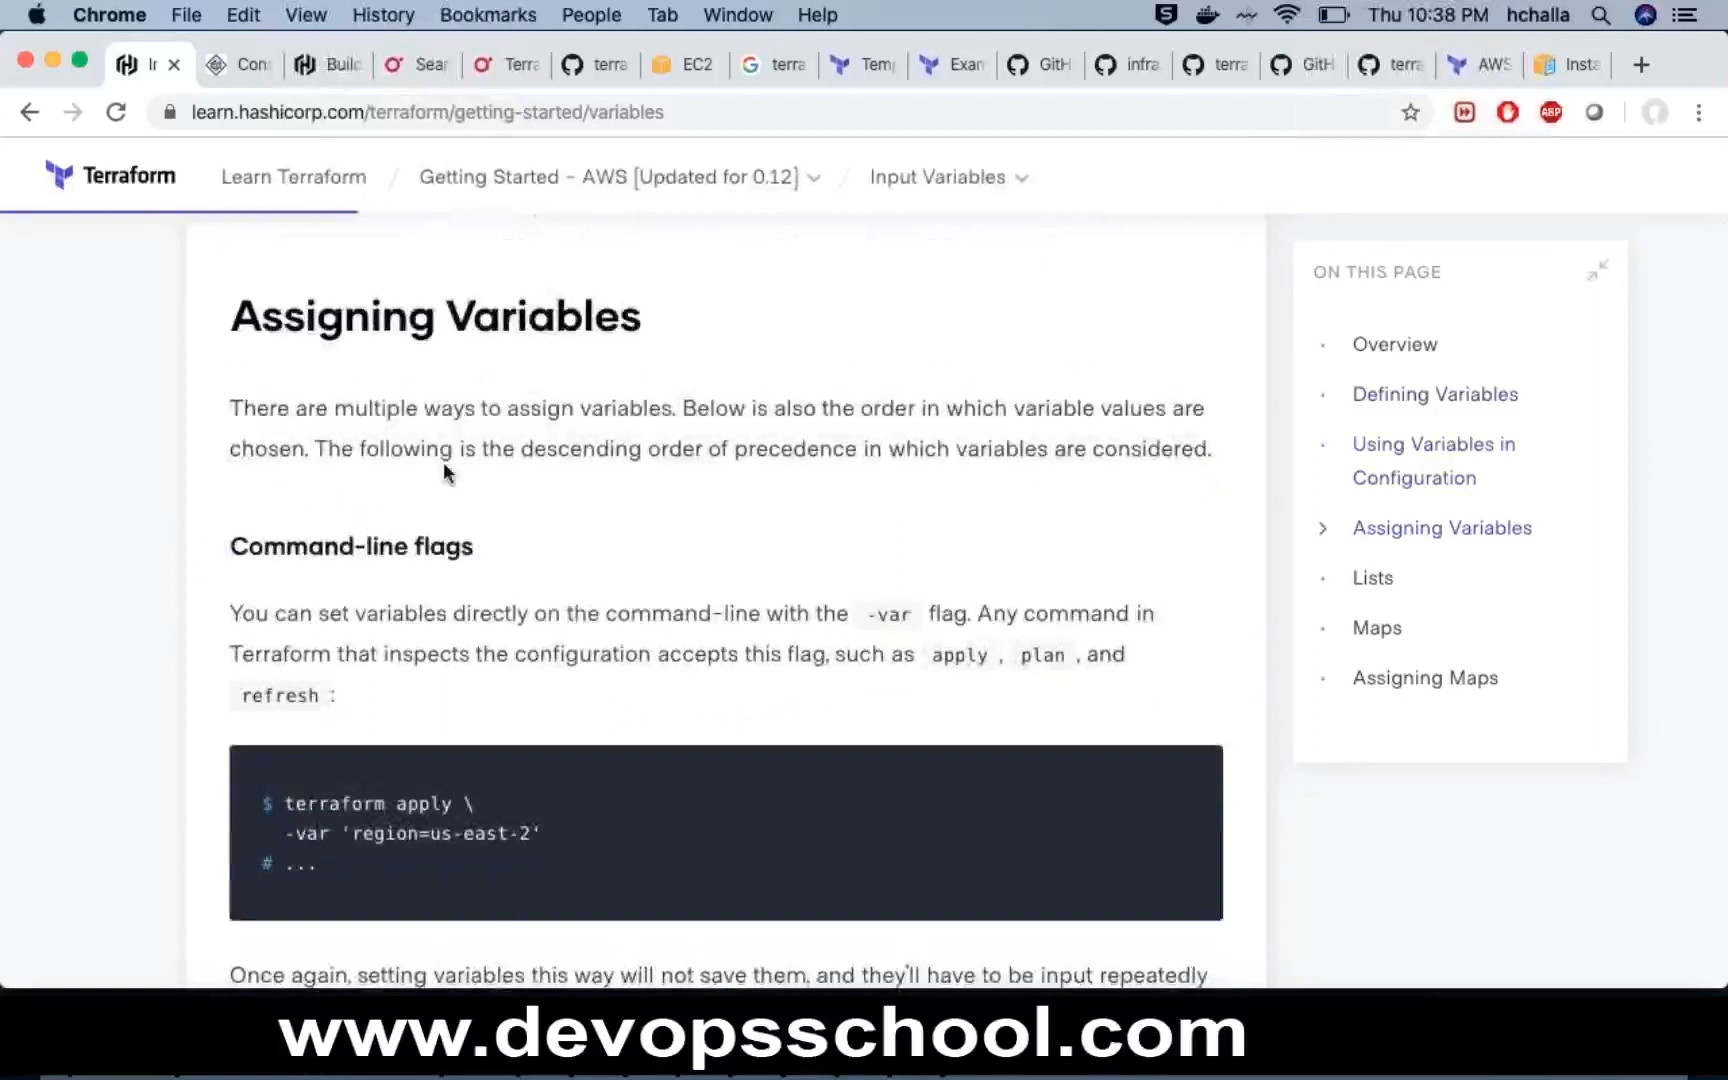 Chrome File Edit View History Bookmarks People Tab Window Help Thu 10:38 PM hchalla
Ir Con Build Sear Terra terra EC2 terra Temp Exan GitH infra terra GitH terra AWS Insta
learn.hashicorp.com/terraform/getting-started/variables ABP
Terraform Learn Terraform / Getting Started - AWS [Updated for 0.12] / Input Variables
Assigning Variables
There are multiple ways to assign variables. Below is also the order in which variable values are
chosen. The following is the descending order of precedence in which variables are considered.
Command-line flags
You can set variables directly on the command-line with the -var flag. Any command in
Terraform that inspects the configuration accepts this flag, such as apply , plan , and
refresh :
$ terraform apply \
-var 'region=us-east-2'
# ...
Once again, setting variables this way will not save them, and they'll have to be input repeatedly
ON THIS PAGE
Overview
Defining Variables
Using Variables in
Configuration
Assigning Variables
Lists
Maps
Assigning Maps
www.devopsschool.com